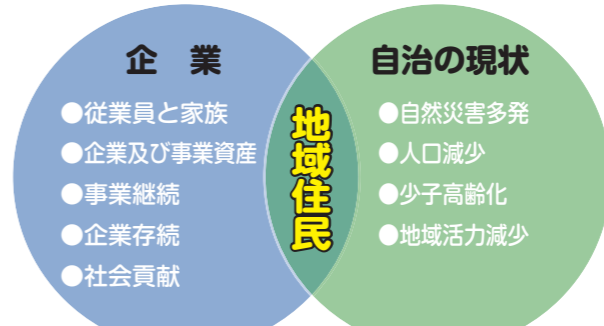 企　業
●従業員と家族
●企業及び事業資産
●事業継続
●企業存続
●社会貢献
地域住民
自治の現状
●自然災害多発
●人口減少
●少子高齢化
●地域活力減少